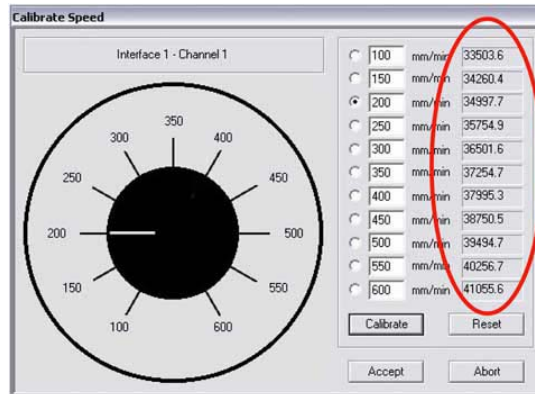 Calibrate Speed
Interface 1 - Channel 1
350
300
400
250
450
200
500
150
550
100
600
100 mm/min 33503.6
150 mm/min 34260.4
200 mm/min 34997.7
250 mm/min 35754.9
300 mm/min 36501.6
350 mm/min 37254.7
400 mm/min 37995.3
450 mm/min 38750.5
500 mm/min 39494.7
550 mm/min 40256.7
600 mm/min 41055.6
Calibrate
Reset
Accept
Abort